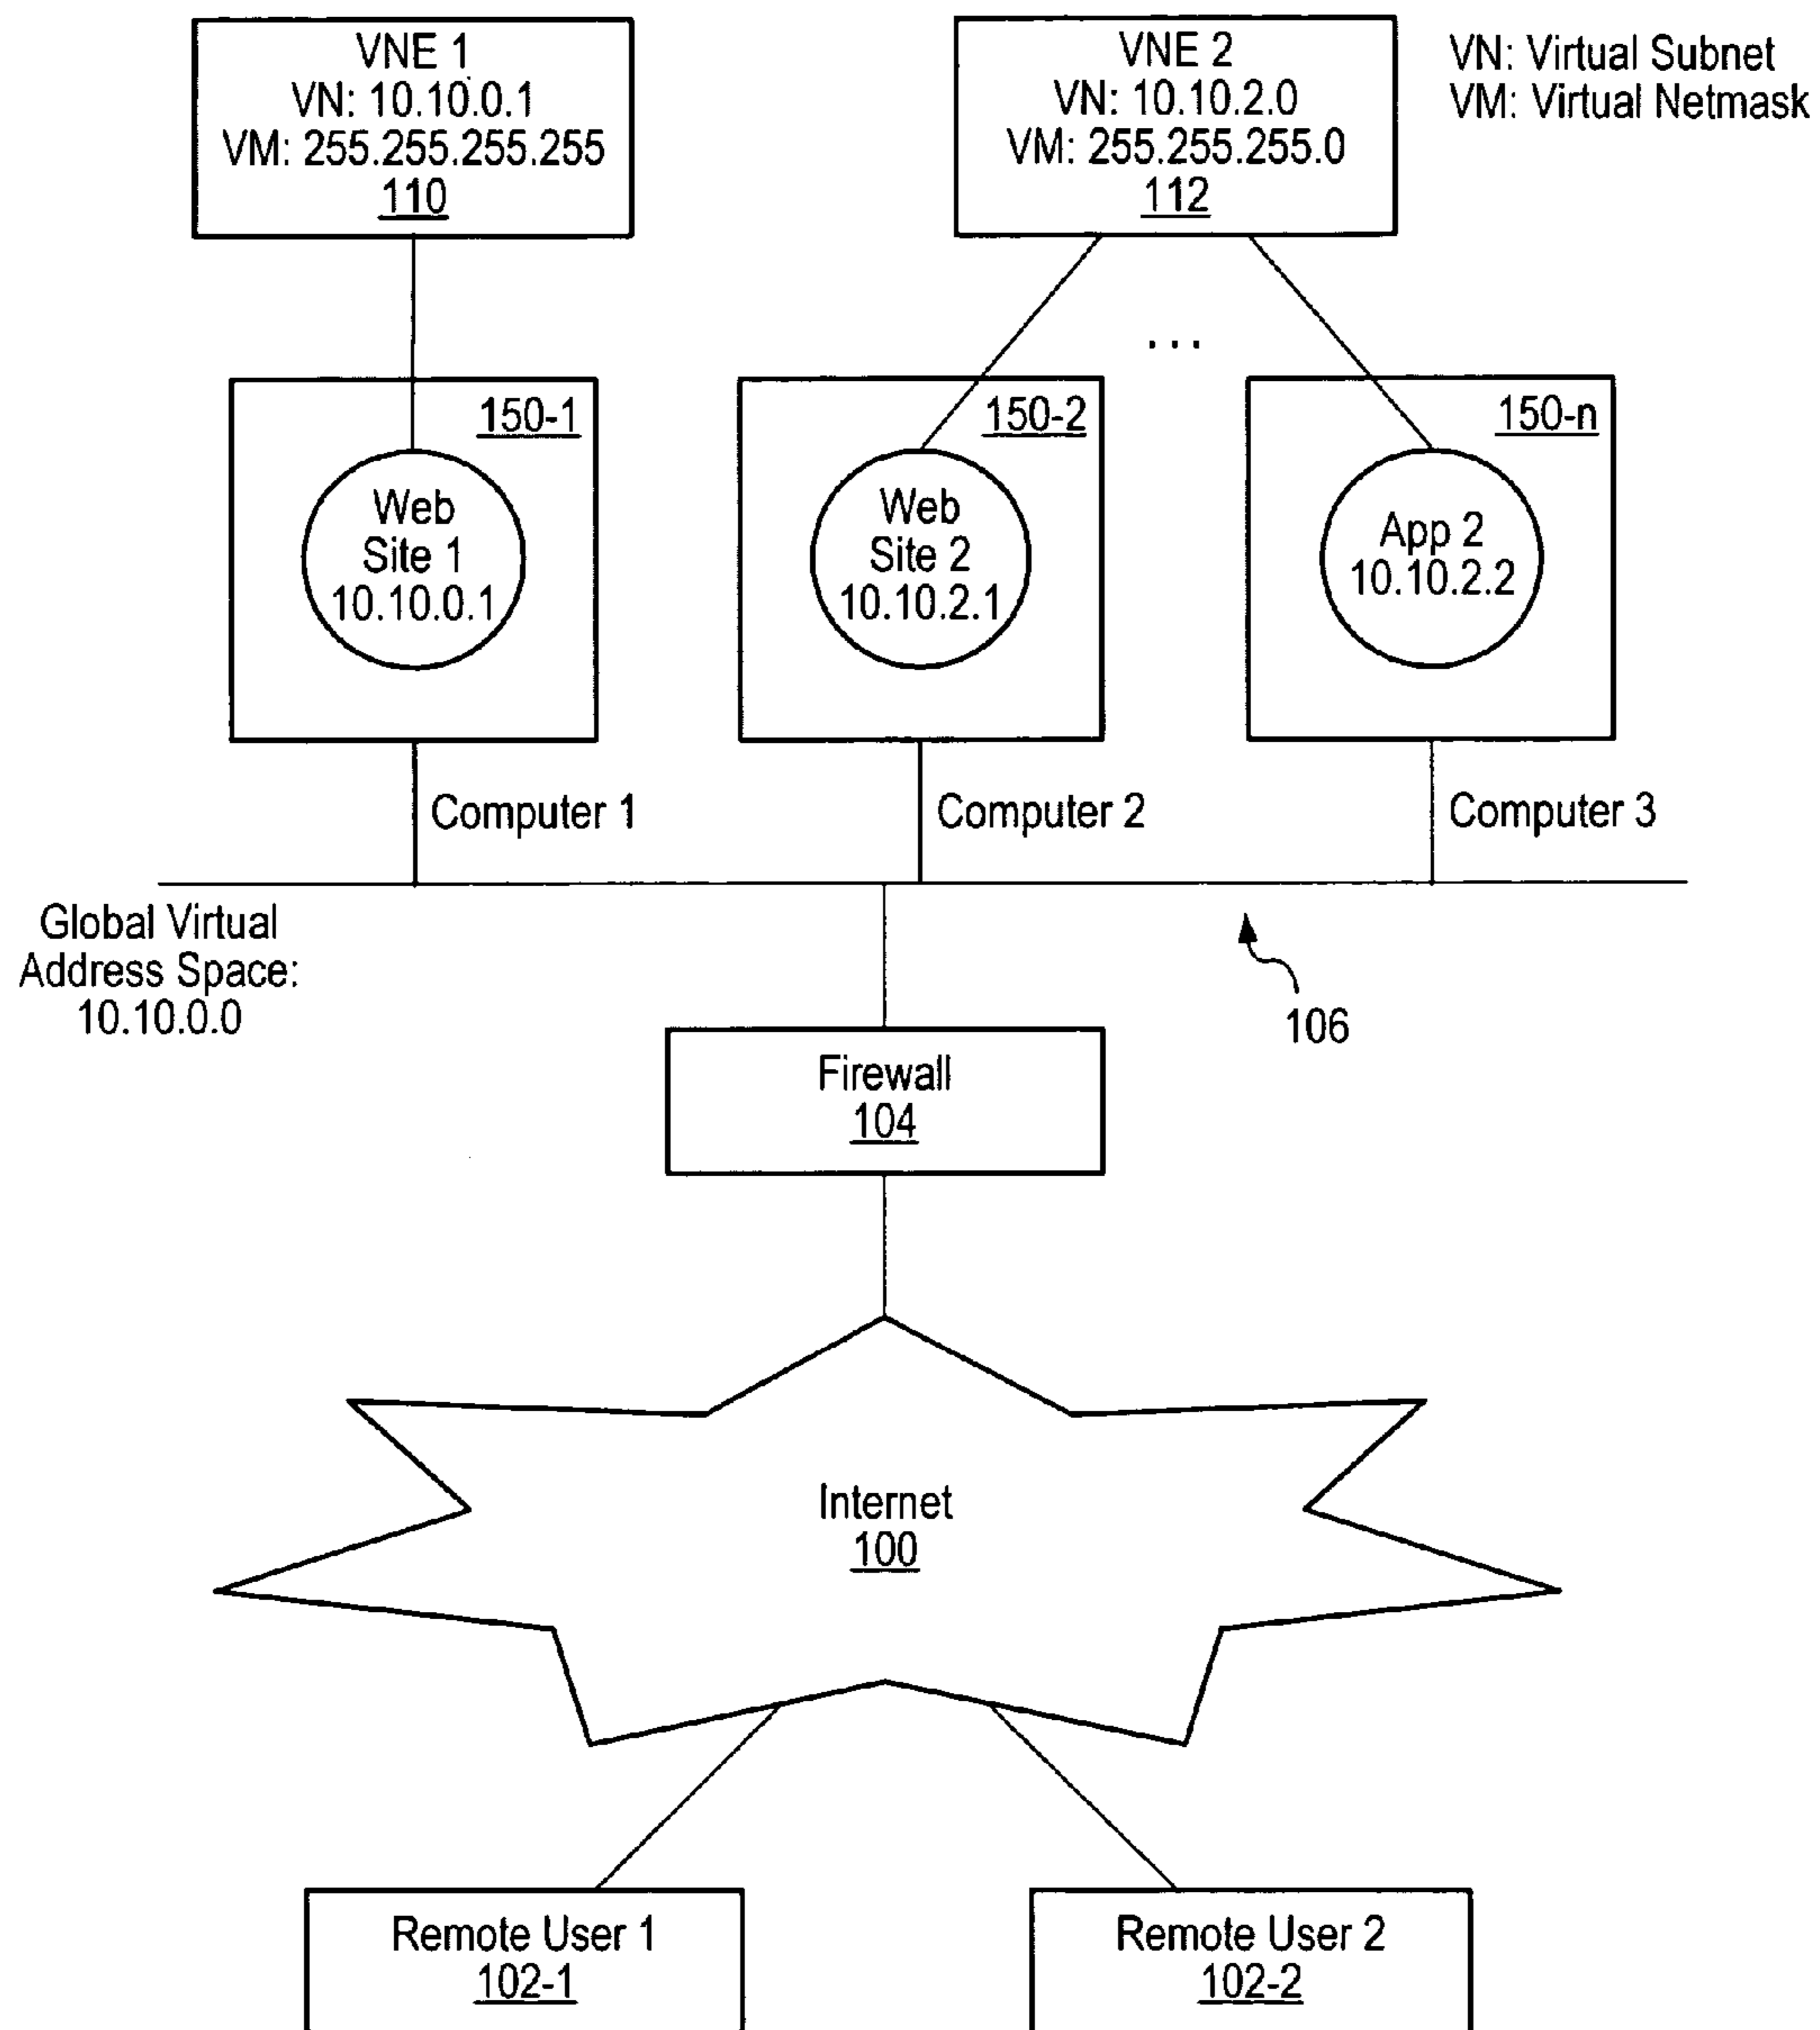 VNE 1
VN: 10.10.0.1
VM: 255.255.255.255
110
VNE 2
VN: 10.10.2.0
VM: 255.255.255.0
112
VN: Virtual Subnet
VM: Virtual Netmask
...
150-1
Web
Site 1
10.10.0.1
150-2
Web
Site 2
10.10.2.1
150-n
App 2
10.10.2.2
Computer 1
Computer 2
Computer 3
Global Virtual
Address Space:
10.10.0.0
106
Firewall
104
Internet
100
Remote User 1
102-1
Remote User 2
102-2